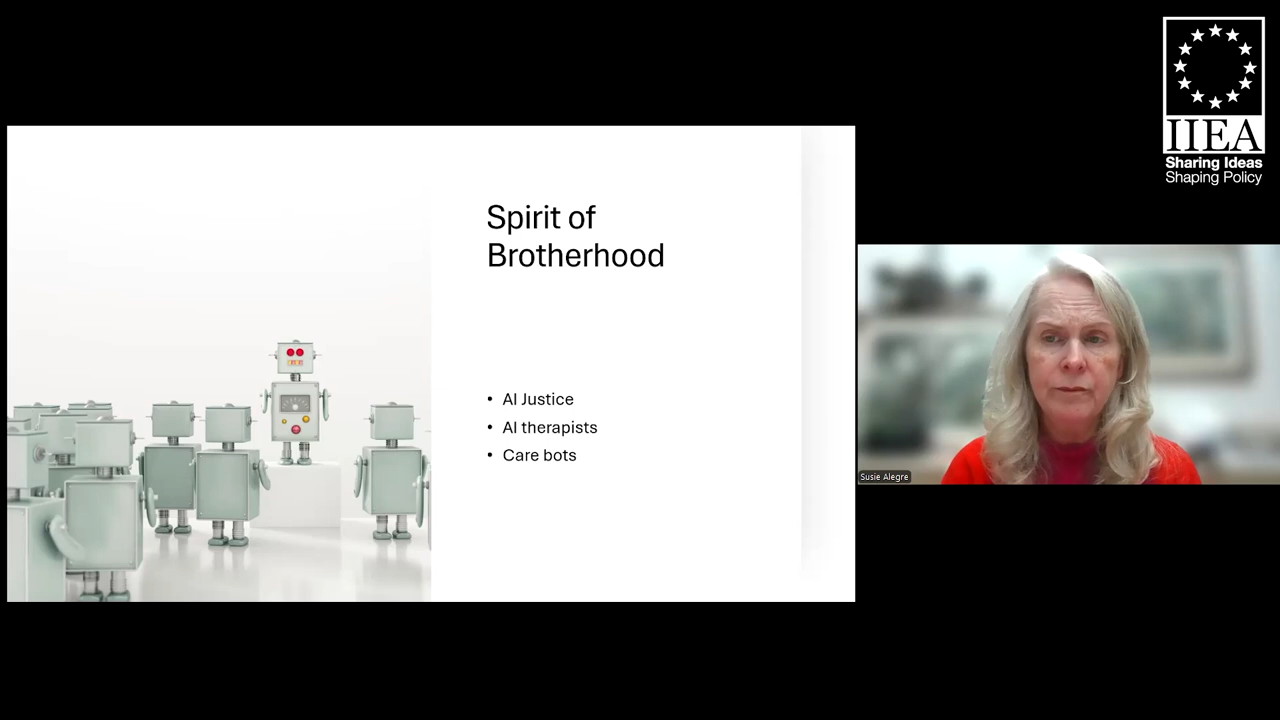 IIEA
Sharing Ideas
Shaping Policy
Spirit of
Brotherhood
• AI Justice
• AI therapists
• Care bots
Susie Alegre